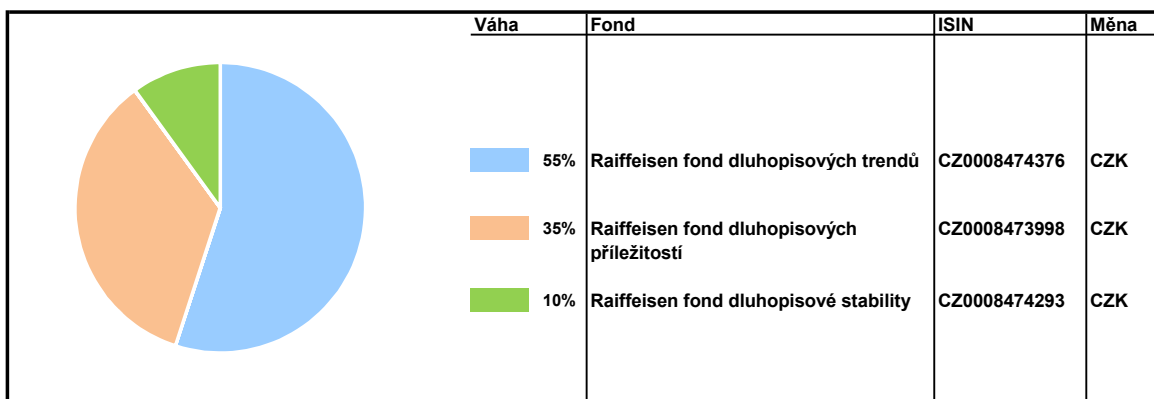 Váha Fond ISIN Měna
55% Raiffeisen fond dluhopisových trendů CZ0008474376 CZK
35% Raiffeisen fond dluhopisových CZ0008473998 CZK
příležitostí
10% Raiffeisen fond dluhopisové stability CZ0008474293 CZK